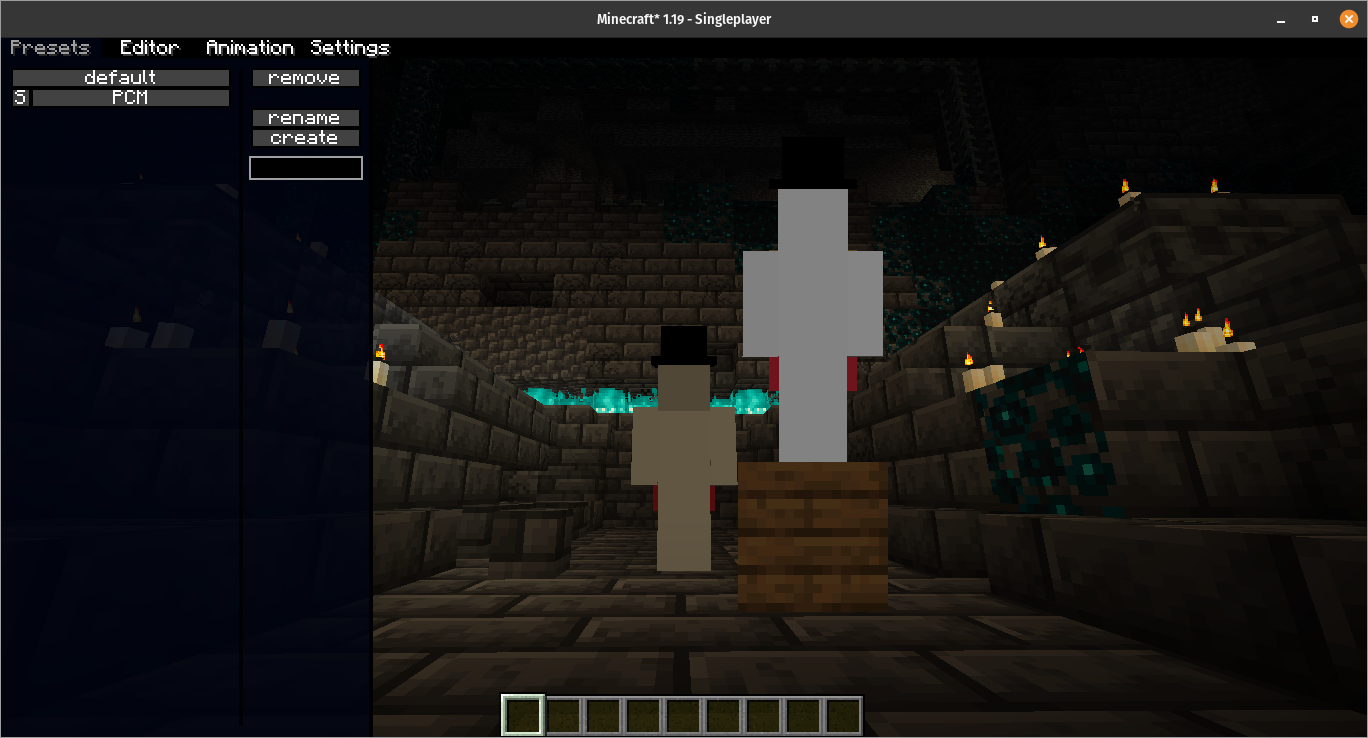 Minecraft* 1.19 - Singleplayer
Presets Editor Animation Settings
default
remove
S
PCM
rename
create